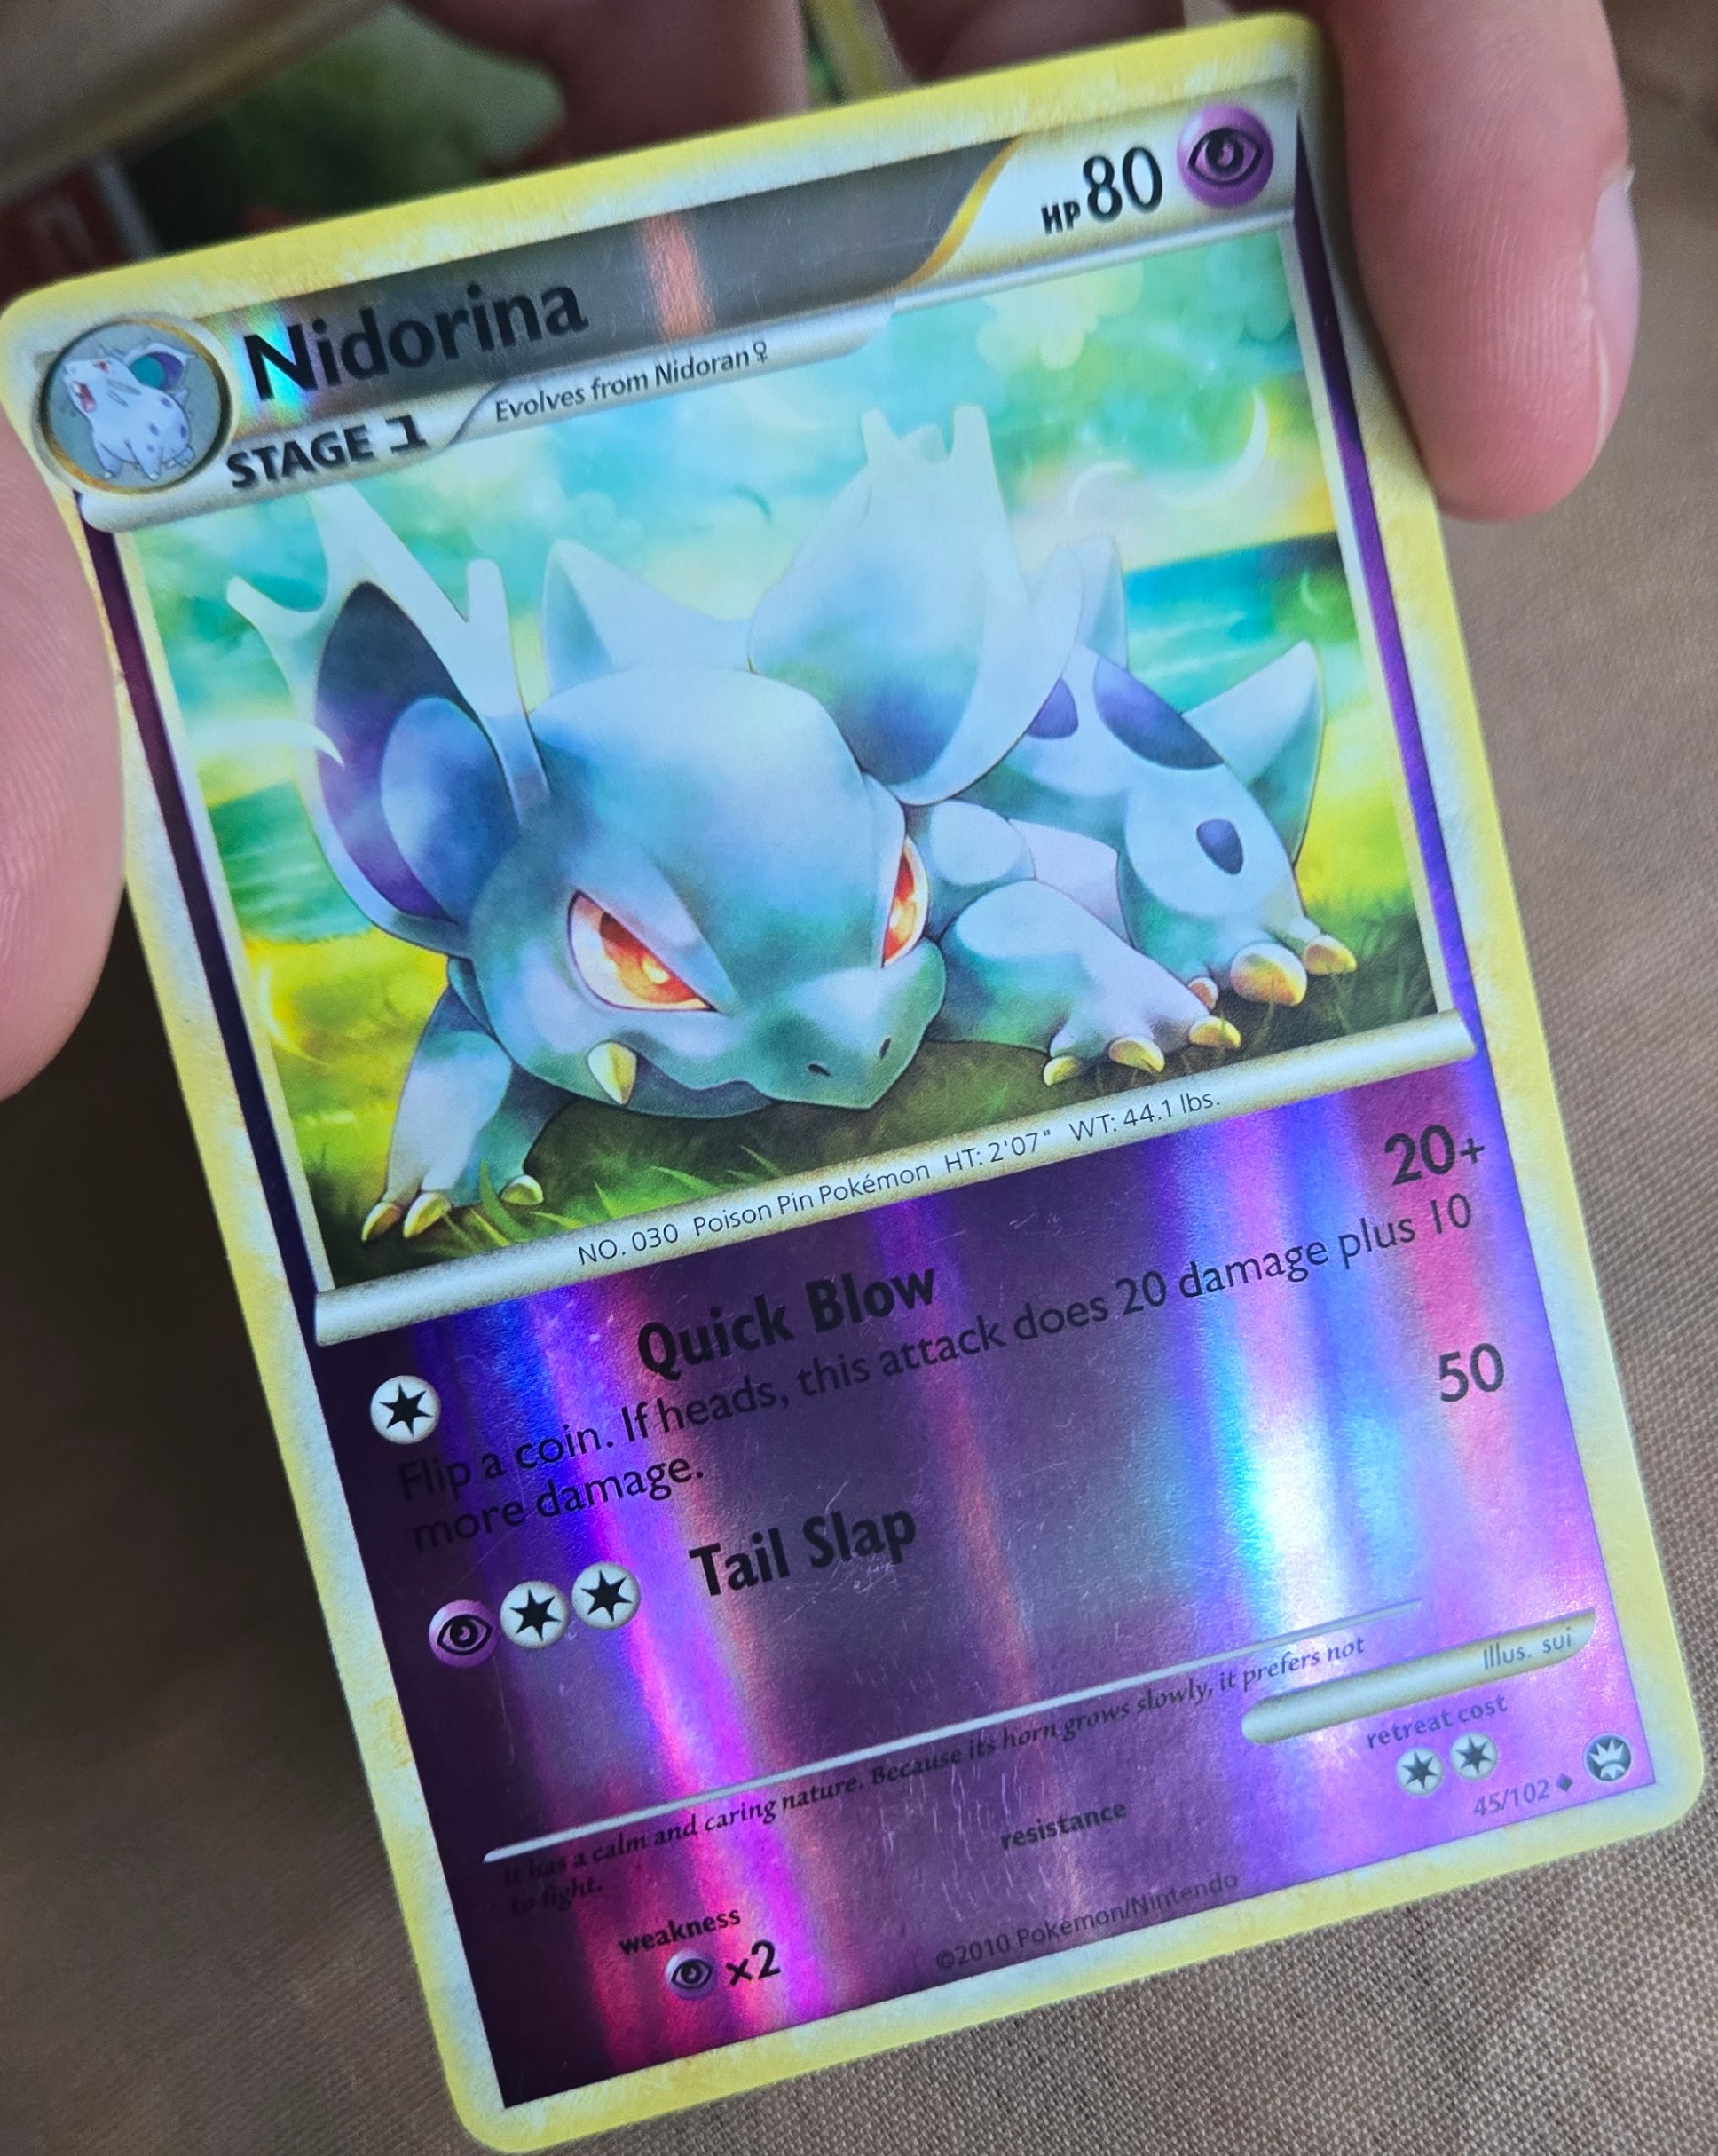 Nidorina
HP 80
STAGE 1
Evolves from Nidoran♀
NO. 030 Poison Pin Pokémon HT: 2'07" WT: 44.1 lbs.
Quick Blow
20+
Flip a coin. If heads, this attack does 20 damage plus 10
more damage.
Tail Slap
50
It has a calm and caring nature. Because its horn grows slowly, it prefers not
to fight.
Illus. sui
weakness
x2
resistance
retreat cost
©2010 Pokémon/Nintendo
45/102